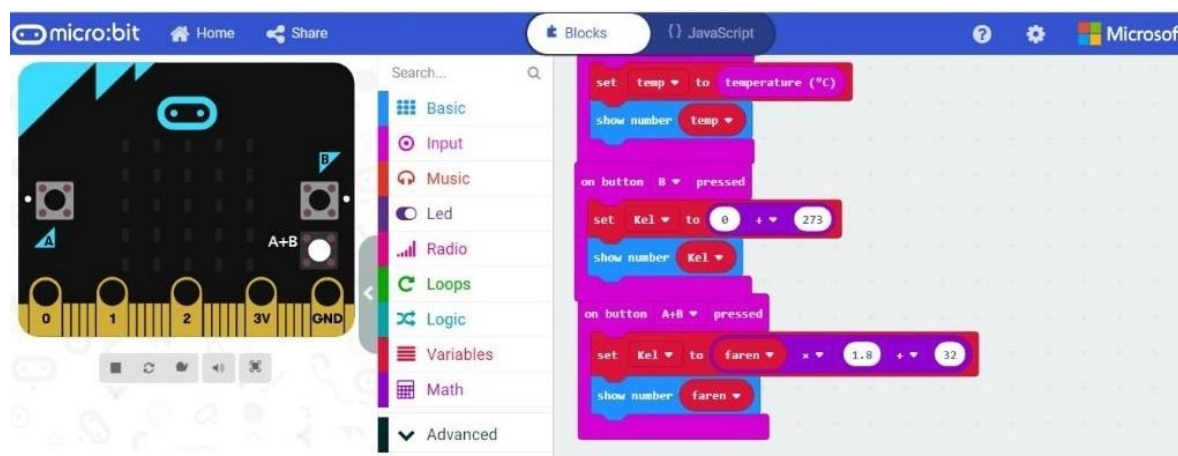 micro:bit Home Share Blocks {} JavaScript ? Microsof
Search...
Basic
Input
Music
Led
Radio
Loops
Logic
Variables
Math
Advanced
B
A
A+B
0 1 2 3V GND
set temp to temperature (°C)
show number temp
on button B pressed
set Kel to 0 + 273
show number Kel
on button A+B pressed
set Kel to faren × 1.8 + 32
show number faren